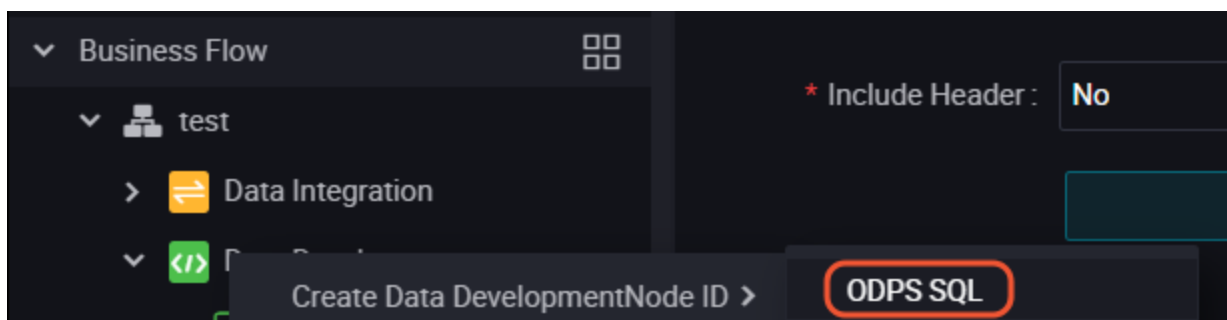 Business Flow
* Include Header : No
test
Data Integration
Create Data DevelopmentNode ID >
ODPS SQL